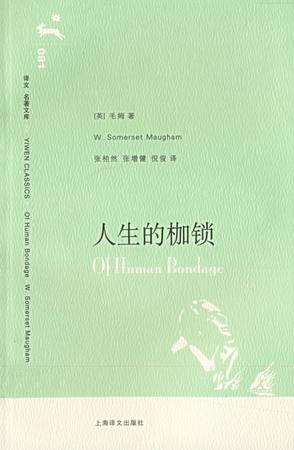 081
译文 名著文库
YIWEN CLASSICS
Of Human Bondage
W. Somerset Maugham
[英] 毛姆 著
W. Somerset Maugham
张柏然 张增健 倪俊 译
人生的枷锁
Of Human Bondage
上海译文出版社